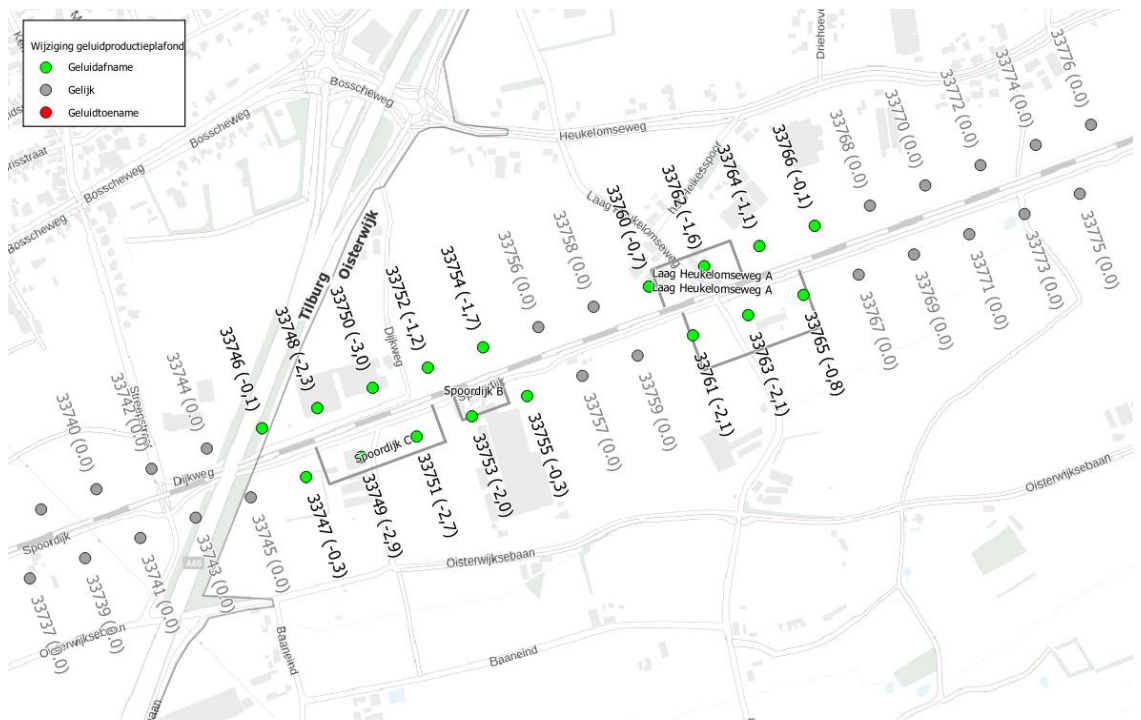 Wijziging geluidproductieplafond
Geluidafname
Gelijk
Geluidtoename
Bosscheweg
Bosscheweg
Bosscheweg
Bosscheweg
Bosscheweg
Heukelomseweg
Laag Heukelomseweg
Tilburg
Oisterwijk
Streepstraat
Dijkweg
Dijkweg
Spoordijk
Spoordijk
A65
Oisterwijksebaan
Oisterwijksebaan
Oisterwijksebaan
Baaneind
Baaneind
Laag Heukelomseweg A
Laag Heukelomseweg A
Spoordijk B
Spoordijk C
33740 (0.0)
33742 (0.0)
33744 (0.0)
33746 (-0,1)
33748 (-2,3)
33750 (-3,0)
33752 (-1,2)
33754 (-1,7)
33756 (0.0)
33758 (0.0)
33760 (-0,7)
33762 (-1,6)
33764 (-1,1)
33766 (-0,1)
33768 (0.0)
33770 (0.0)
33772 (0.0)
33774 (0.0)
33776 (0.0)
33737 (0.0)
33739 (0.0)
33741 (0.0)
33743 (0.0)
33745 (0.0)
33747 (-0,3)
33749 (-2,9)
33751 (-2,7)
33753 (-2,0)
33755 (-0,3)
33757 (0.0)
33759 (0.0)
33761 (-2,1)
33763 (-2,1)
33765 (-0,8)
33767 (0.0)
33769 (0.0)
33771 (0.0)
33773 (0.0)
33775 (0.0)